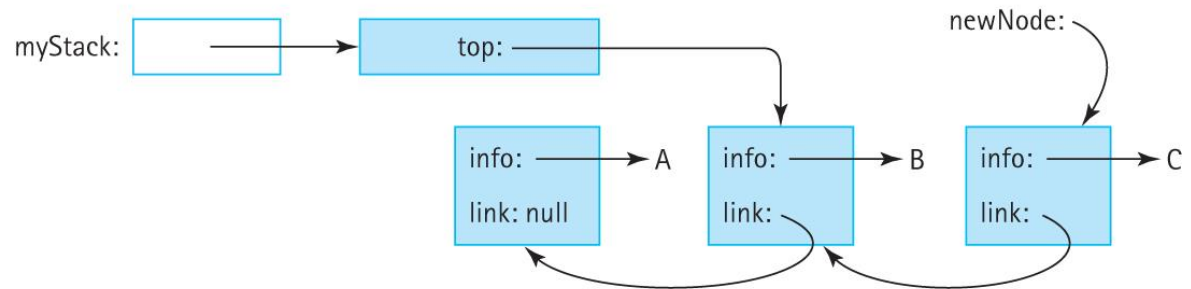 newNode:
myStack:
top:
info:
A
info:
B
info:
C
link: null
link:
link: